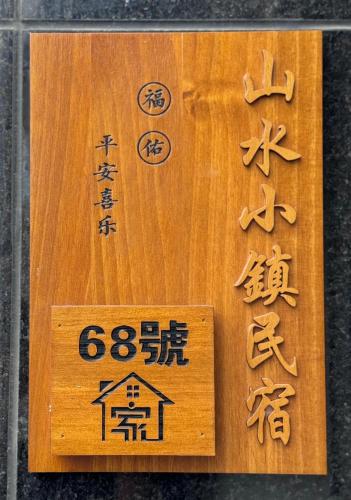 山水小鎮民宿
福佑
平安喜乐
68號
家